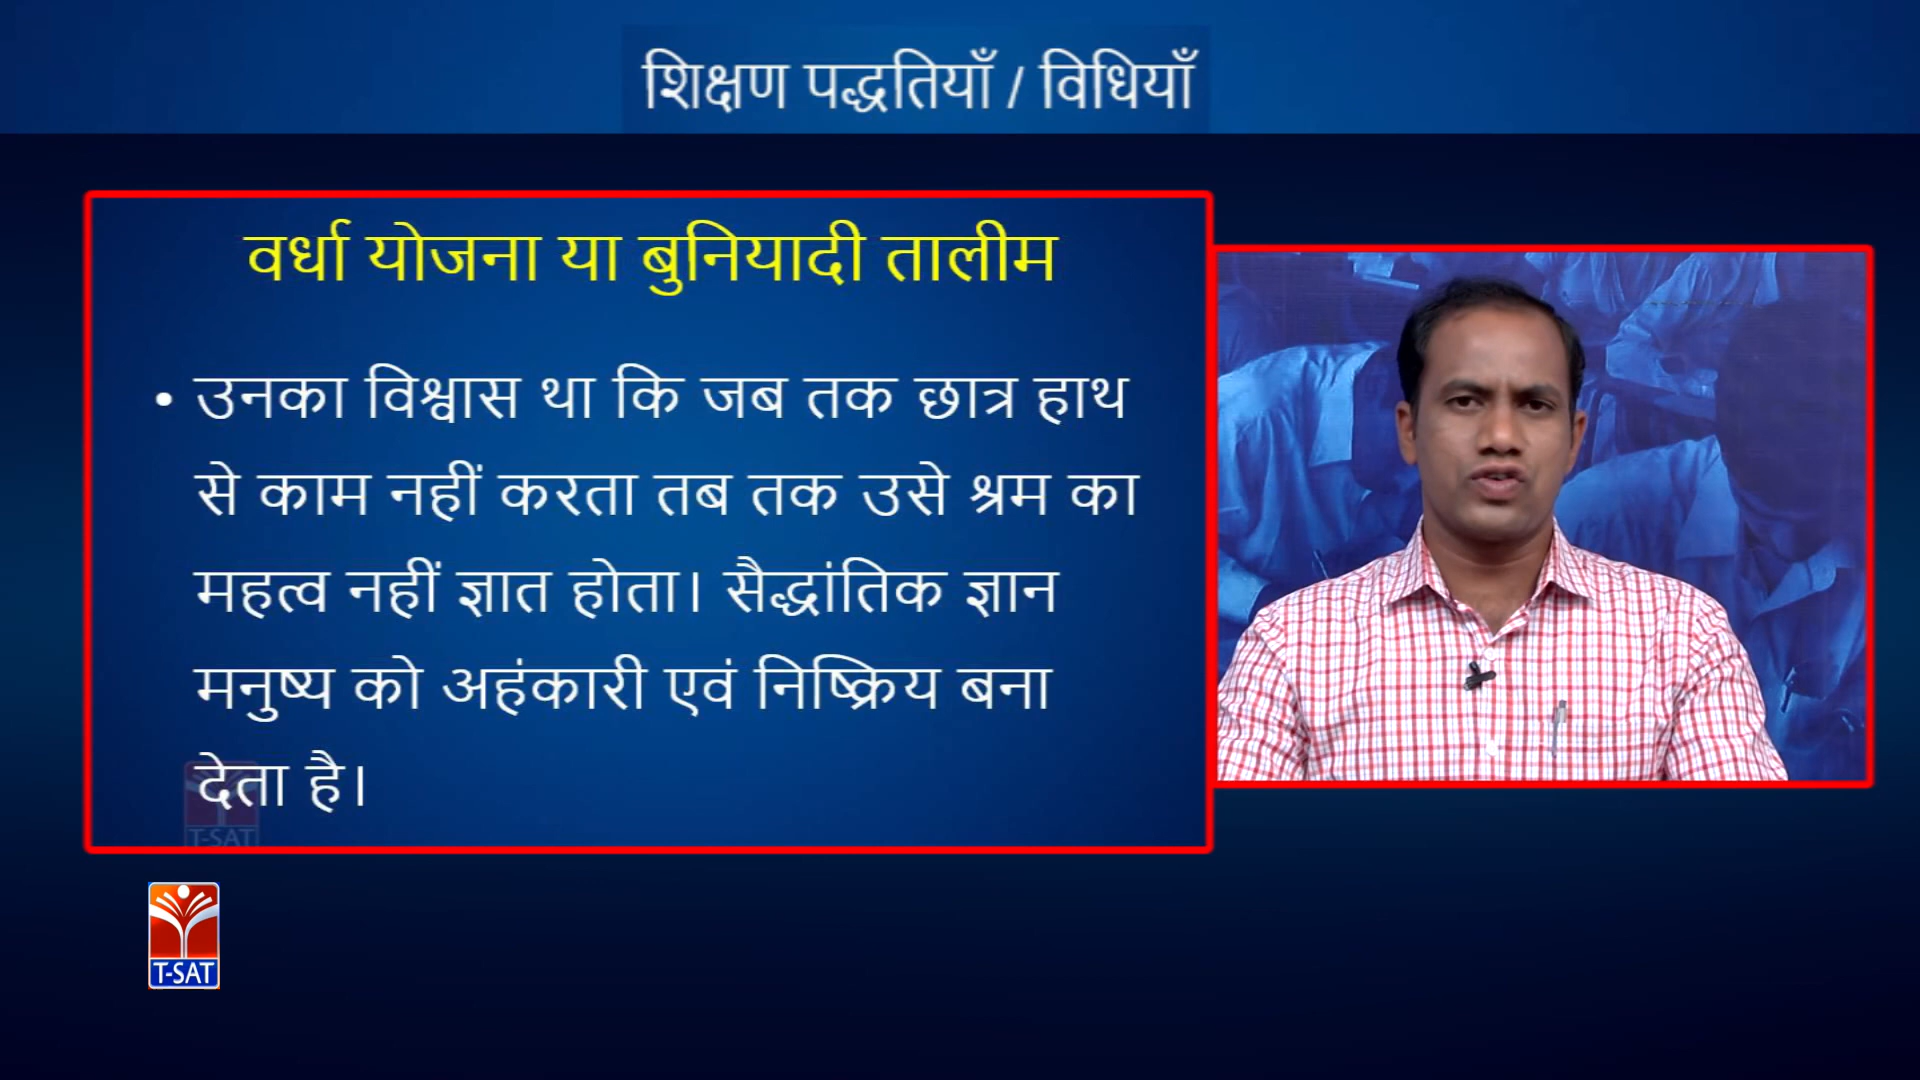 शिक्षण पद्धतियाँ / विधियाँ
वर्धा योजना या बुनियादी तालीम
• उनका विश्वास था कि जब तक छात्र हाथ
से काम नहीं करता तब तक उसे श्रम का
महत्व नहीं ज्ञात होता। सैद्धांतिक ज्ञान
मनुष्य को अहंकारी एवं निष्क्रिय बना
देता है।
T-SAT
T-SAT